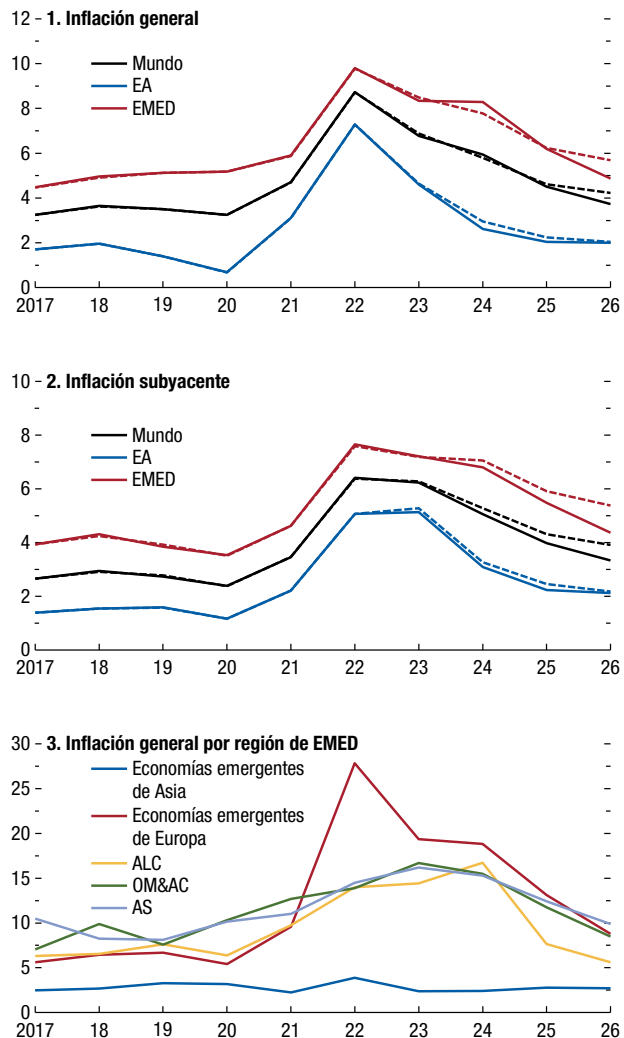 1. Inflación general
12
Mundo
EA
EMED
10
8
6
4
2
0
2017 18 19 20 21 22 23 24 25 26
2. Inflación subyacente
10
Mundo
EA
EMED
8
6
4
2
0
2017 18 19 20 21 22 23 24 25 26
3. Inflación general por región de EMED
30
Economías emergentes
de Asia
Economías emergentes
de Europa
ALC
OM&AC
AS
25
20
15
10
5
0
2017 18 19 20 21 22 23 24 25 26